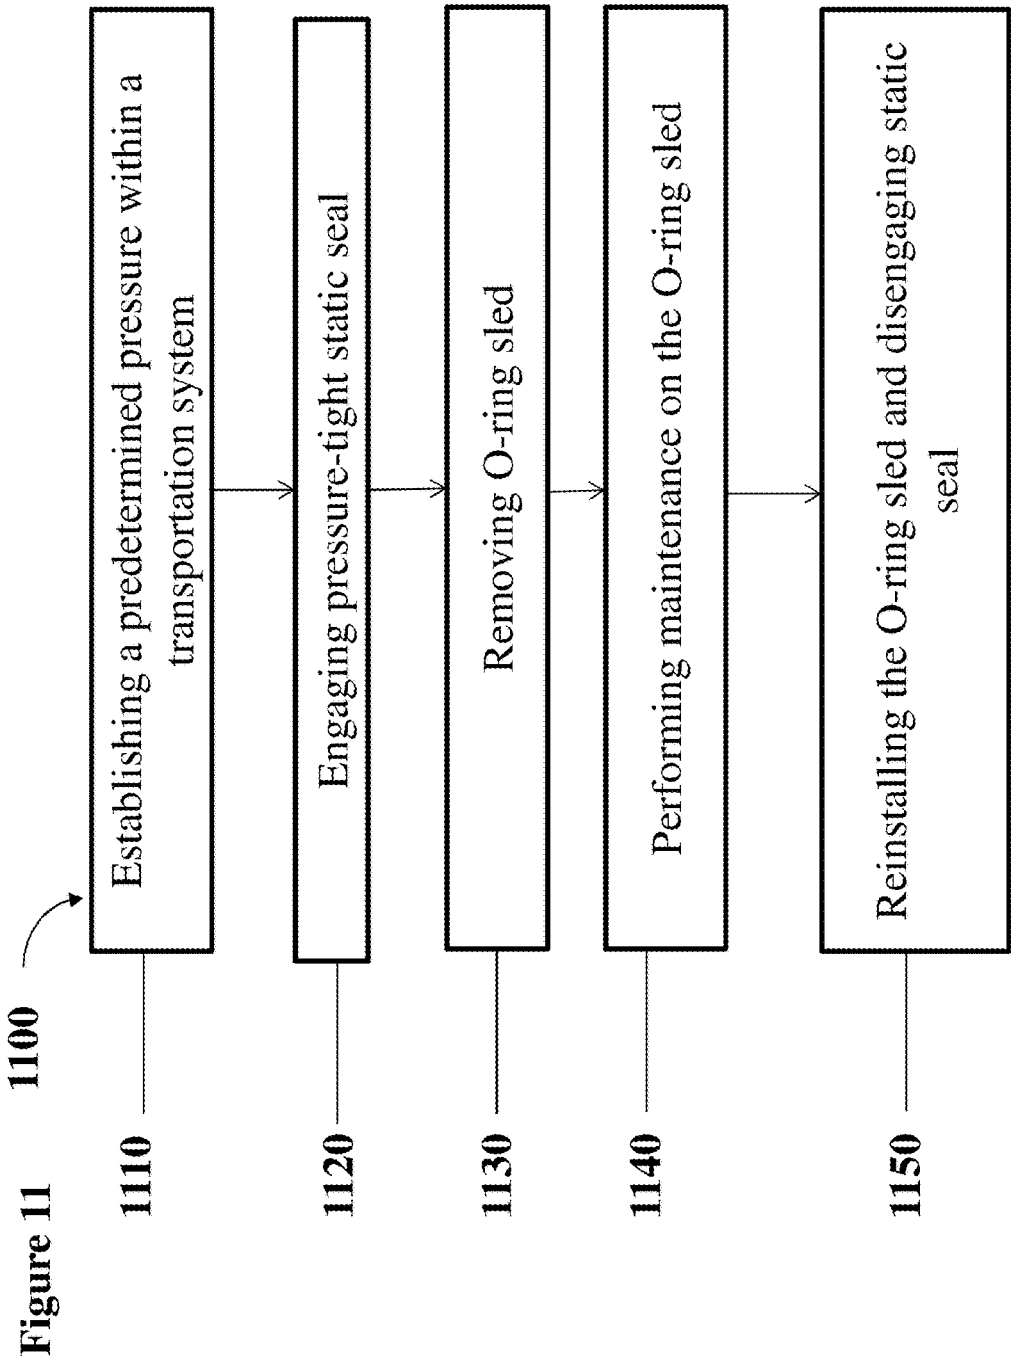 Figure 11
1100
1110
Establishing a predetermined pressure within a
transportation system
1120
Engaging pressure-tight static seal
1130
Removing O-ring sled
1140
Performing maintenance on the O-ring sled
1150
Reinstalling the O-ring sled and disengaging static
seal